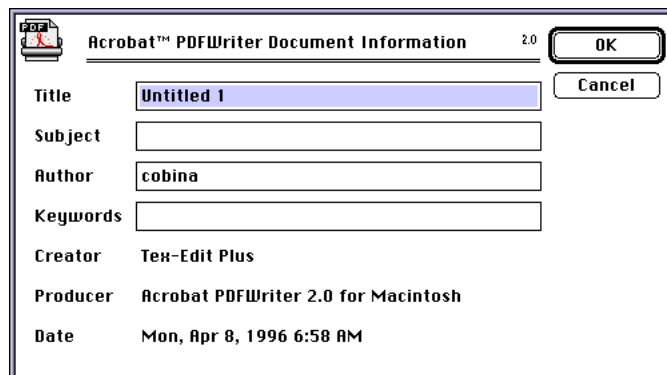 PDF
Acrobat™ PDFWriter Document Information 2.0
OK
Cancel
Title Untitled 1
Subject
Author cobina
Keywords
Creator Tex-Edit Plus
Producer Acrobat PDFWriter 2.0 for Macintosh
Date Mon, Apr 8, 1996 6:58 AM